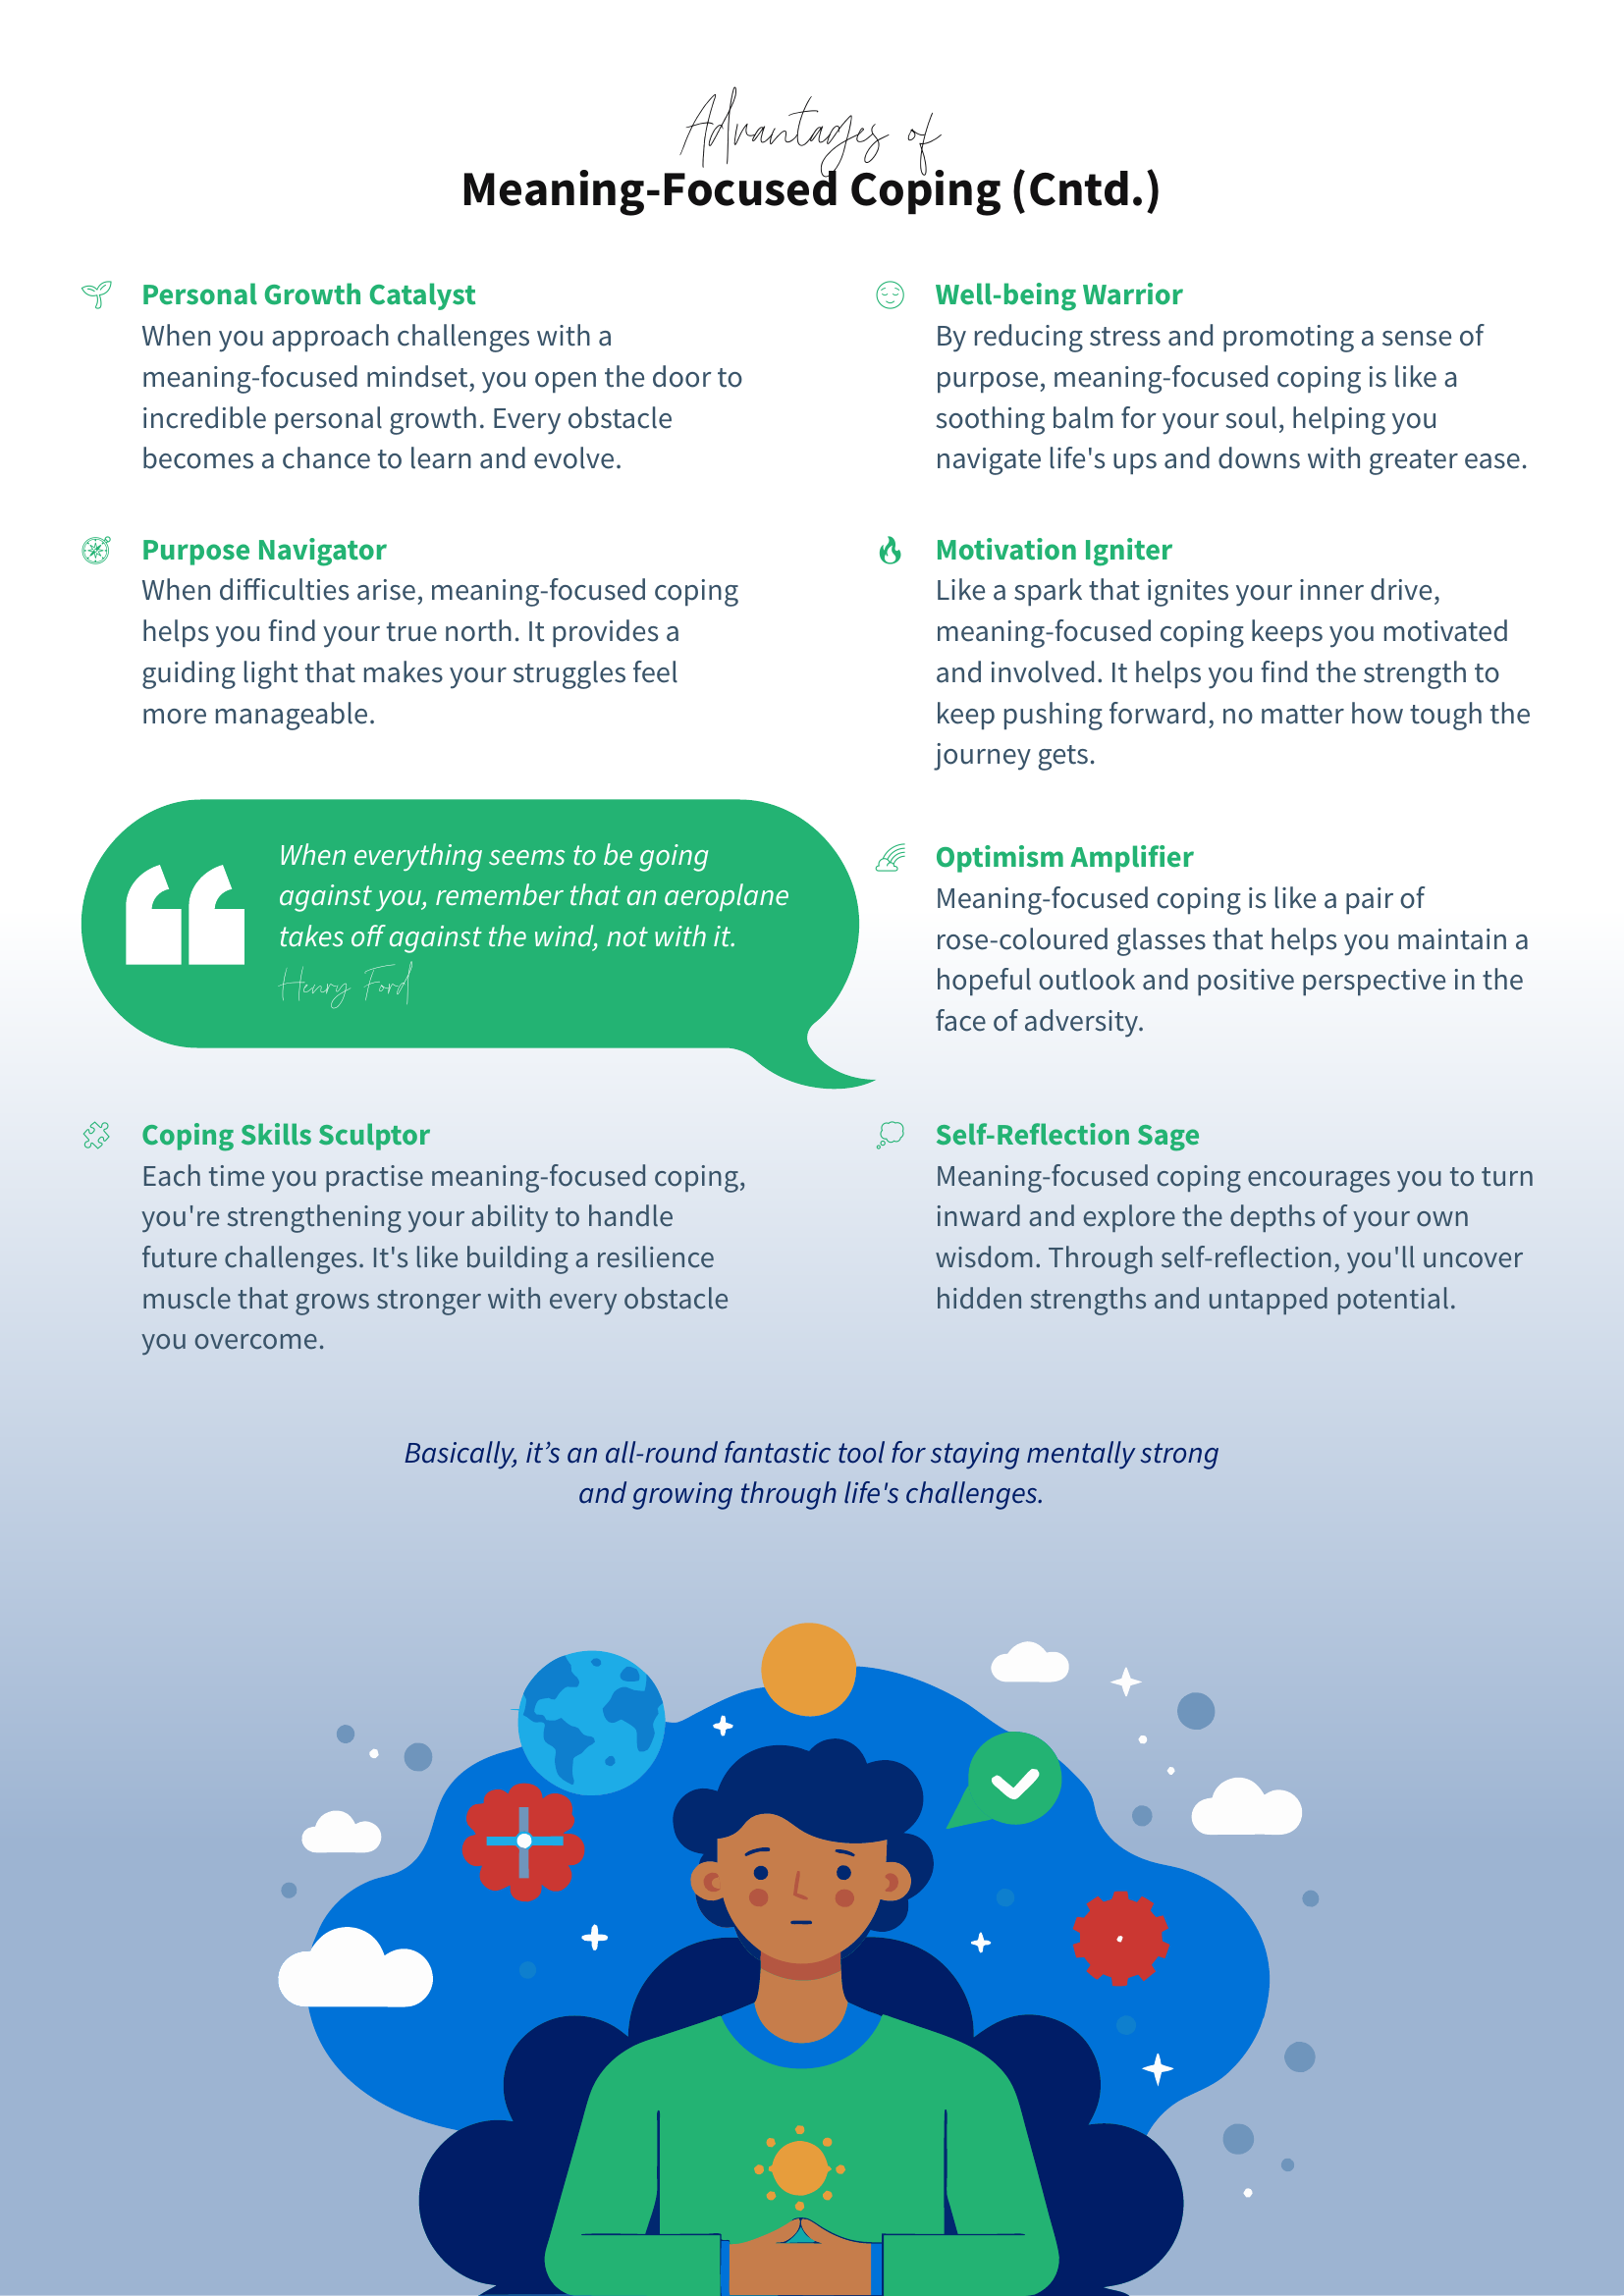 Advantages of
Meaning-Focused Coping (Cntd.)
Personal Growth Catalyst
When you approach challenges with a
meaning-focused mindset, you open the door to
incredible personal growth. Every obstacle
becomes a chance to learn and evolve.
Purpose Navigator
When difficulties arise, meaning-focused coping
helps you find your true north. It provides a
guiding light that makes your struggles feel
more manageable.
When everything seems to be going
against you, remember that an aeroplane
takes off against the wind, not with it.
Henry Ford
Coping Skills Sculptor
Each time you practise meaning-focused coping,
you're strengthening your ability to handle
future challenges. It's like building a resilience
muscle that grows stronger with every obstacle
you overcome.
Well-being Warrior
By reducing stress and promoting a sense of
purpose, meaning-focused coping is like a
soothing balm for your soul, helping you
navigate life's ups and downs with greater ease.
Motivation Igniter
Like a spark that ignites your inner drive,
meaning-focused coping keeps you motivated
and involved. It helps you find the strength to
keep pushing forward, no matter how tough the
journey gets.
Optimism Amplifier
Meaning-focused coping is like a pair of
rose-coloured glasses that helps you maintain a
hopeful outlook and positive perspective in the
face of adversity.
Self-Reflection Sage
Meaning-focused coping encourages you to turn
inward and explore the depths of your own
wisdom. Through self-reflection, you'll uncover
hidden strengths and untapped potential.
Basically, it’s an all-round fantastic tool for staying mentally strong
and growing through life's challenges.